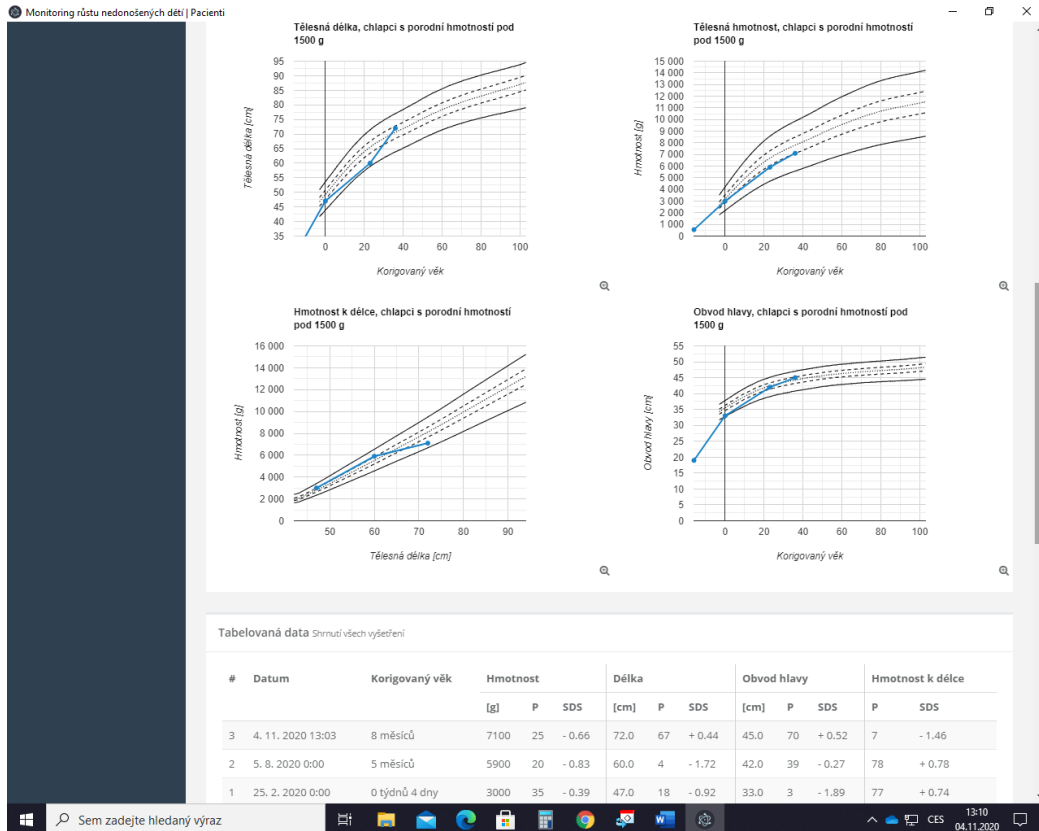 Monitoring růstu nedonošených dětí | Pacienti
Tělesná délka, chlapci s porodní hmotností pod
1500 g
95
90
85
80
75
70
65
60
55
50
45
40
35
0 20 40 60 80 100
Tělesná délka [cm]
Korigovaný věk
Tělesná hmotnost, chlapci s porodní hmotností
pod 1500 g
15 000
14 000
13 000
12 000
11 000
10 000
9 000
8 000
7 000
6 000
5 000
4 000
3 000
2 000
1 000
0
0 20 40 60 80 100
Hmotnost [g]
Korigovaný věk
Hmotnost k délce, chlapci s porodní hmotností
pod 1500 g
16 000
14 000
12 000
10 000
8 000
6 000
4 000
2 000
0
50 60 70 80 90
Hmotnost [g]
Tělesná délka [cm]
Obvod hlavy, chlapci s porodní hmotností pod
1500 g
55
50
45
40
35
30
25
20
15
10
5
0
0 20 40 60 80 100
Obvod hlavy [cm]
Korigovaný věk
Tabelovaná data Shrnutí všech vyšetření
# Datum Korigovaný věk Hmotnost Délka Obvod hlavy Hmotnost k délce
[g] P SDS [cm] P SDS [cm] P SDS P SDS
3 4. 11. 2020 13:03 8 měsíců 7100 25 - 0.66 72.0 67 + 0.44 45.0 70 + 0.52 7 - 1.46
2 5. 8. 2020 0:00 5 měsíců 5900 20 - 0.83 60.0 4 - 1.72 42.0 39 - 0.27 78 + 0.78
1 25. 2. 2020 0:00 0 týdnů 4 dny 3000 35 - 0.39 47.0 18 - 0.92 33.0 3 - 1.89 77 + 0.74
Sem zadejte hledaný výraz
CES
13:10
04.11.2020